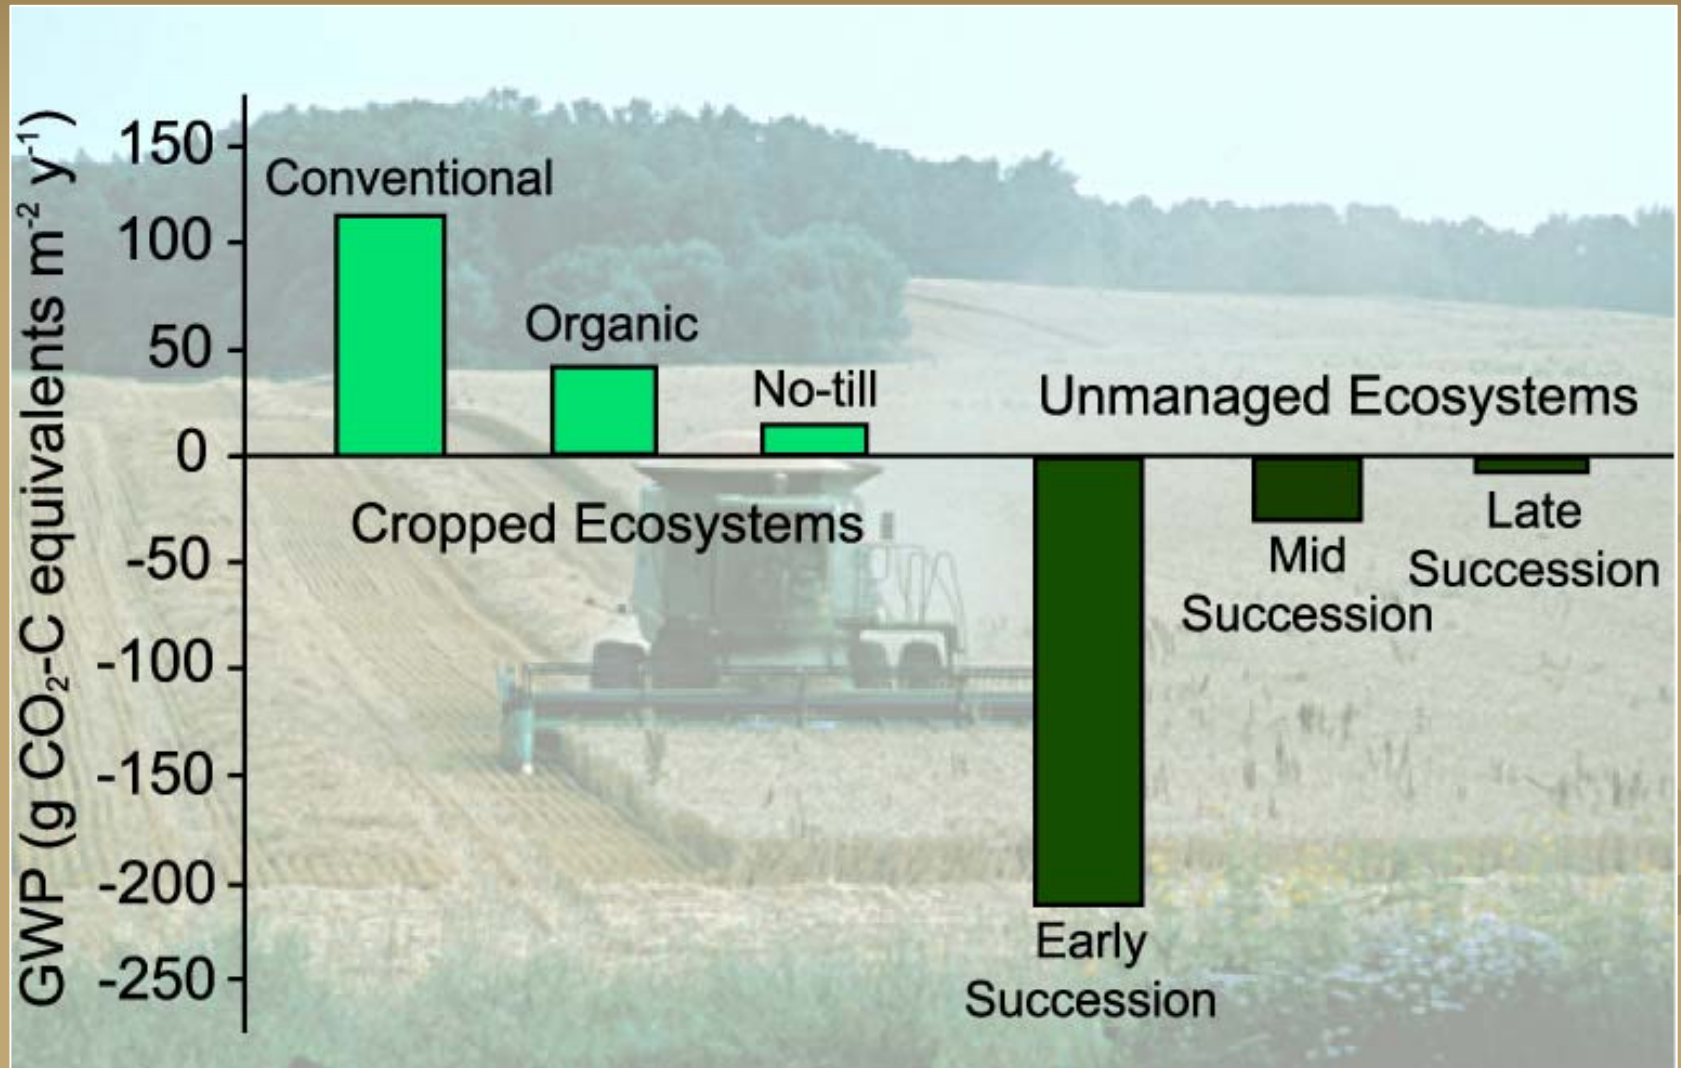 GWP (g CO₂-C equivalents m⁻² y⁻¹)
150
100
50
0
-50
-100
-150
-200
-250
Conventional
Organic
No-till
Cropped Ecosystems
Unmanaged Ecosystems
Early
Succession
Mid
Succession
Late
Succession